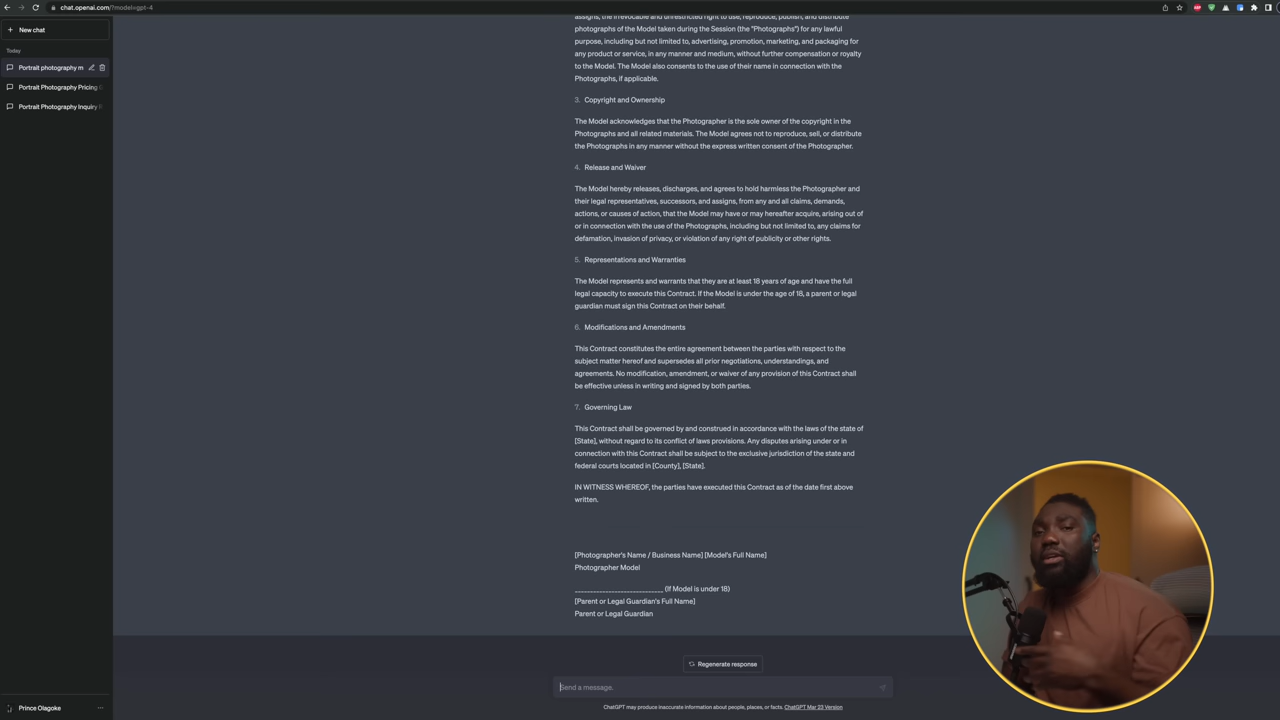 chat.openai.com/?model=gpt-4
New chat
Today
Portrait photography m
Portrait Photography Pricing
Portrait Photography Inquiry
assigns, the irrevocable and unrestricted right to use, reproduce, publish, and distribute
photographs of the Model taken during the Session (the "Photographs") for any lawful
purpose, including but not limited to, advertising, promotion, marketing, and packaging for
any product or service, in any manner and medium, without further compensation or royalty
to the Model. The Model also consents to the use of their name in connection with the
Photographs, if applicable.
3. Copyright and Ownership
The Model acknowledges that the Photographer is the sole owner of the copyright in the
Photographs and all related materials. The Model agrees not to reproduce, sell, or distribute
the Photographs in any manner without the express written consent of the Photographer.
4. Release and Waiver
The Model hereby releases, discharges, and agrees to hold harmless the Photographer and
their legal representatives, successors, and assigns, from any and all claims, demands,
actions, or causes of action, that the Model may have or may hereafter acquire, arising out of
or in connection with the use of the Photographs, including but not limited to, any claims for
defamation, invasion of privacy, or violation of any right of publicity or other rights.
5. Representations and Warranties
The Model represents and warrants that they are at least 18 years of age and have the full
legal capacity to execute this Contract. If the Model is under the age of 18, a parent or legal
guardian must sign this Contract on their behalf.
6. Modifications and Amendments
This Contract constitutes the entire agreement between the parties with respect to the
subject matter hereof and supersedes all prior negotiations, understandings, and
agreements. No modification, amendment, or waiver of any provision of this Contract shall
be effective unless in writing and signed by both parties.
7. Governing Law
This Contract shall be governed by and construed in accordance with the laws of the state of
[State], without regard to its conflict of laws provisions. Any disputes arising under or in
connection with this Contract shall be subject to the exclusive jurisdiction of the state and
federal courts located in [County], [State].
IN WITNESS WHEREOF, the parties have executed this Contract as of the date first above
written.
[Photographer's Name / Business Name] [Model's Full Name]
Photographer Model
____________________________ (If Model is under 18)
[Parent or Legal Guardian's Full Name]
Parent or Legal Guardian
Regenerate response
Send a message.
ChatGPT may produce inaccurate information about people, places, or facts. ChatGPT Mar 23 Version
Prince Olagoke